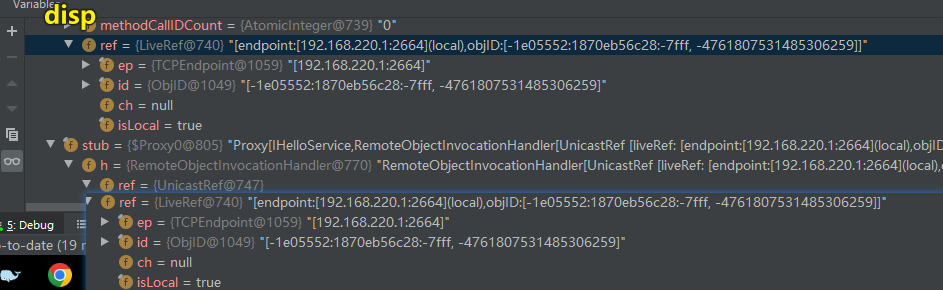 Variables
disp
methodCallIDCount = {AtomicInteger@739} "0"
ref = {LiveRef@740} "[endpoint:[192.168.220.1:2664](local),objID:[-1e05552:1870eb56c28:-7fff, -4761807531485306259]]"
ep = {TCPEndpoint@1059} "[192.168.220.1:2664]"
id = {ObjID@1049} "[-1e05552:1870eb56c28:-7fff, -4761807531485306259]"
ch = null
isLocal = true
stub = {$Proxy0@805} "Proxy[IHelloService,RemoteObjectInvocationHandler[UnicastRef [liveRef: [endpoint:[192.168.220.1:2664](local),objID
h = {RemoteObjectInvocationHandler@770} "RemoteObjectInvocationHandler[UnicastRef [liveRef: [endpoint:[192.168.220.1:2664](local),o
ref = {UnicastRef@747}
ref = {LiveRef@740} "[endpoint:[192.168.220.1:2664](local),objID:[-1e05552:1870eb56c28:-7fff, -4761807531485306259]]"
ep = {TCPEndpoint@1059} "[192.168.220.1:2664]"
5: Debug
id = {ObjID@1049} "[-1e05552:1870eb56c28:-7fff, -4761807531485306259]"
-to-date (19 m
ch = null
isLocal = true